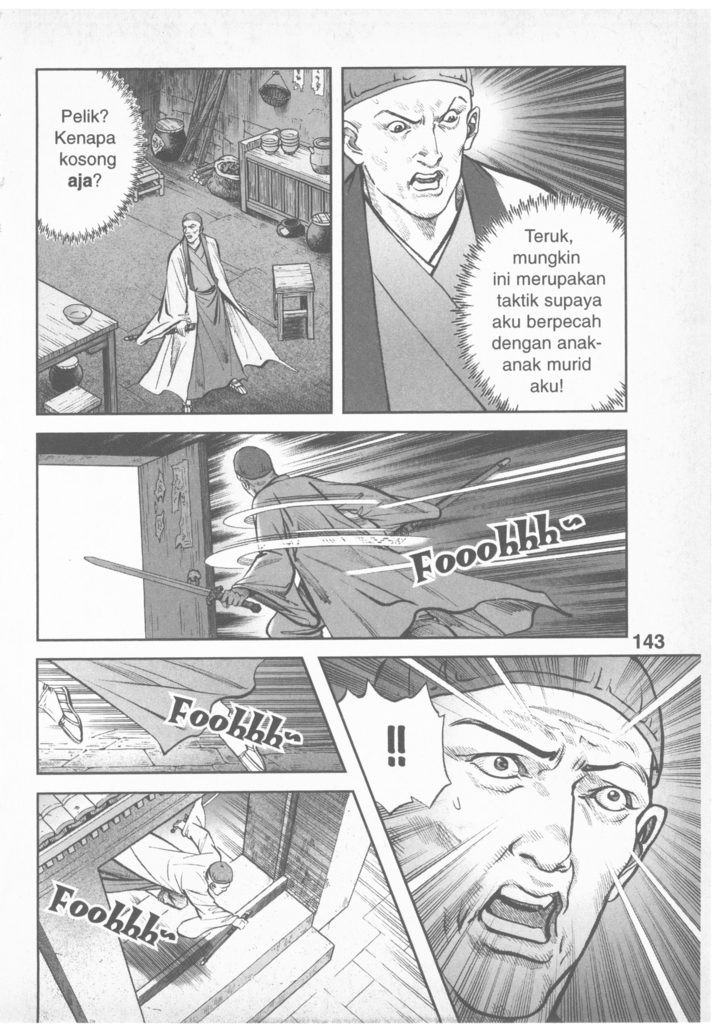 Pelik?
Kenapa
kosong
aja?
Teruk,
mungkin
ini merupakan
taktik supaya
aku berpecah
dengan anak-
anak murid
aku!
Fooohhh~
143
Foohhh~
!!
Foohhh~